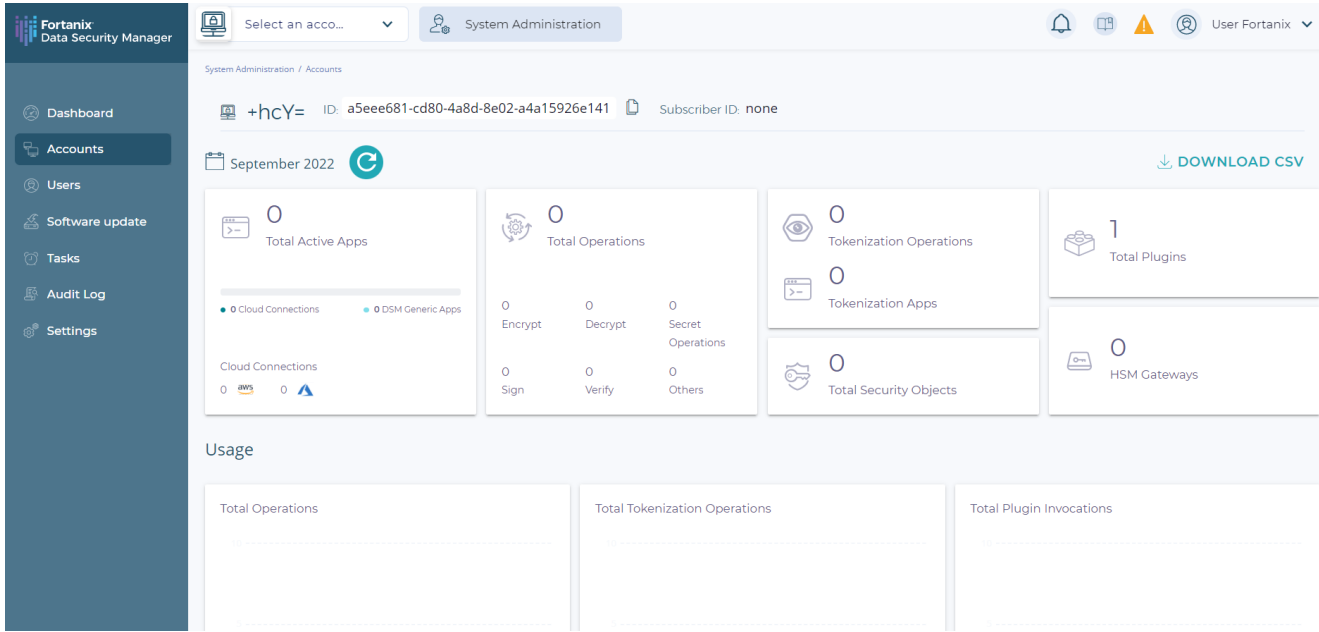 Fortanix
Data Security Manager
Select an acco...
System Administration
User Fortanix
Dashboard
Accounts
Users
Software update
Tasks
Audit Log
Settings
System Administration / Accounts
+hcY= ID: a5eee681-cd80-4a8d-8e02-a4a15926e141 Subscriber ID: none
September 2022
DOWNLOAD CSV
0
Total Active Apps
0 Cloud Connections 0 DSM Generic Apps
Cloud Connections
0 aws 0
0
Total Operations
0 0 0
Encrypt Decrypt Secret
Operations
0 0 0
Sign Verify Others
0
Tokenization Operations
0
Tokenization Apps
0
Total Security Objects
1
Total Plugins
0
HSM Gateways
Usage
Total Operations
Total Tokenization Operations
Total Plugin Invocations